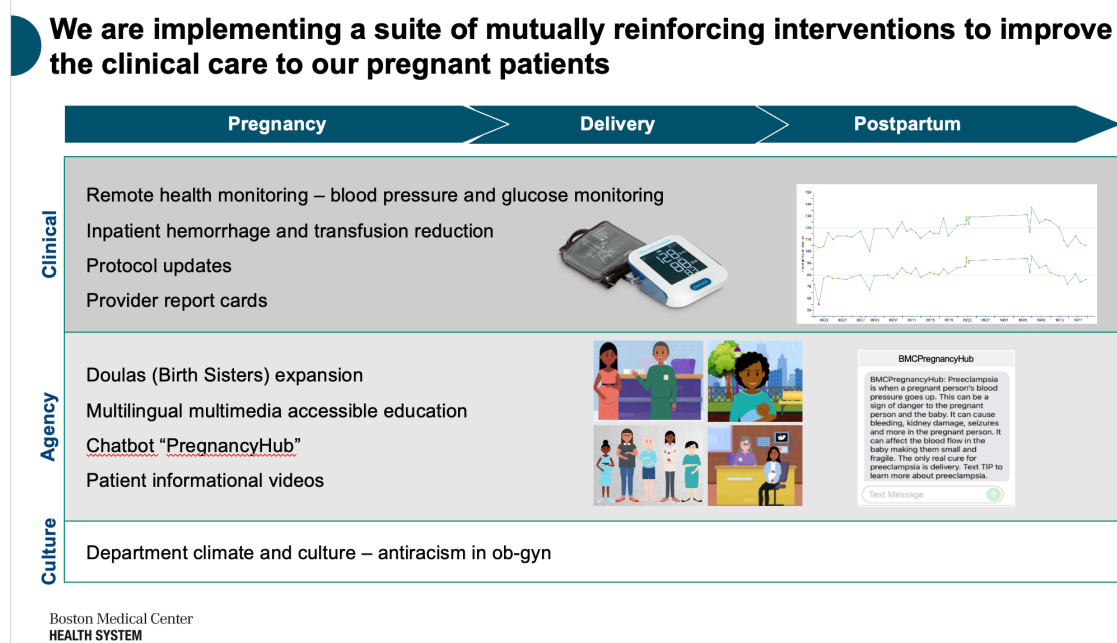 We are implementing a suite of mutually reinforcing interventions to improve
the clinical care to our pregnant patients
Pregnancy
Delivery
Postpartum
Clinical
Remote health monitoring – blood pressure and glucose monitoring
Inpatient hemorrhage and transfusion reduction
Protocol updates
Provider report cards
Agency
Doulas (Birth Sisters) expansion
Multilingual multimedia accessible education
Chatbot “PregnancyHub”
Patient informational videos
BMCPregnancyHub
BMCPregnancyHub: Preeclampsia
is when a pregnant person's blood
pressure goes up. This can be a
sign of danger to the pregnant
person and the baby. It can cause
bleeding, kidney damage, seizures
and more in the pregnant person. It
can affect the blood flow in the
baby making them small and
fragile. The only real cure for
preeclampsia is delivery. Text TIP to
learn more about preeclampsia.
Text Message
Culture
Department climate and culture – antiracism in ob-gyn
Boston Medical Center
HEALTH SYSTEM